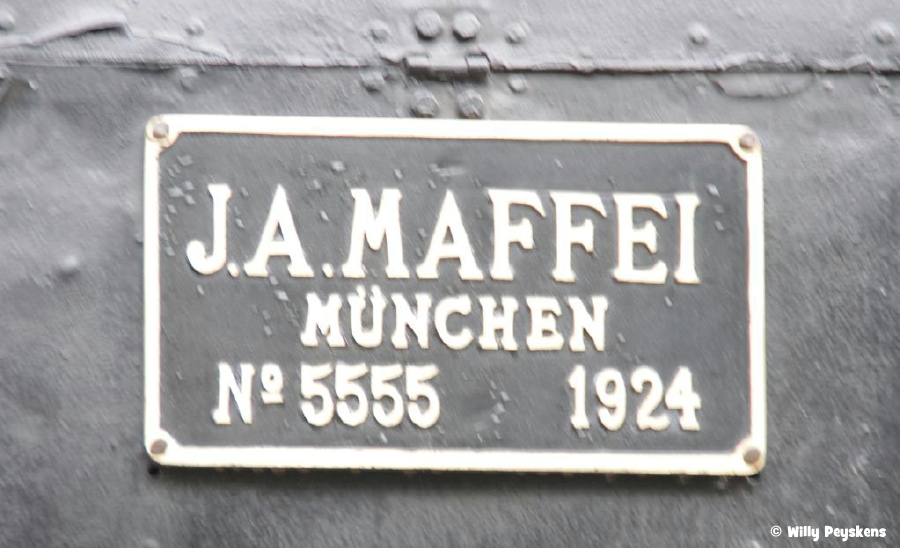 J.A.MAFFEI
MÜNCHEN
Nº 5555 1924
© Willy Peyskens